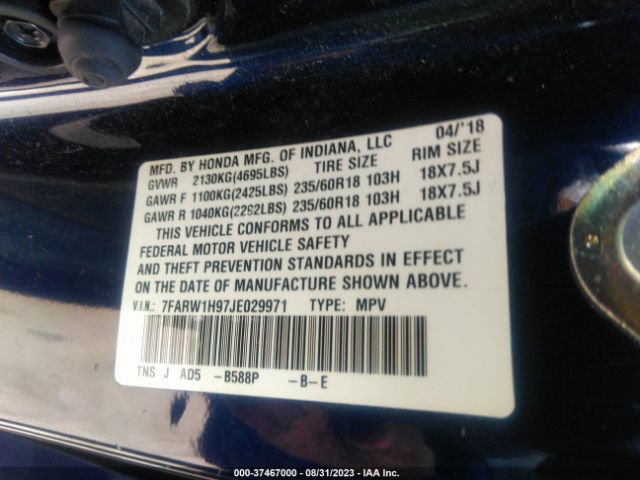 MFD. BY HONDA MFG. OF INDIANA, LLC 04/'18
GVWR 2130KG(4695LBS) TIRE SIZE RIM SIZE
GAWR F 1100KG(2425LBS) 235/60R18 103H 18X7.5J
GAWR R 1040KG(2292LBS) 235/60R18 103H 18X7.5J
THIS VEHICLE CONFORMS TO ALL APPLICABLE
FEDERAL MOTOR VEHICLE SAFETY
AND THEFT PREVENTION STANDARDS IN EFFECT
ON THE DATE OF MANUFACTURE SHOWN ABOVE.
V.I.N.: 7FARW1H97JE029971 TYPE: MPV
TNS J AD5 -B588P -B-E
000-37467000 - 08/31/2023 - IAA Inc.